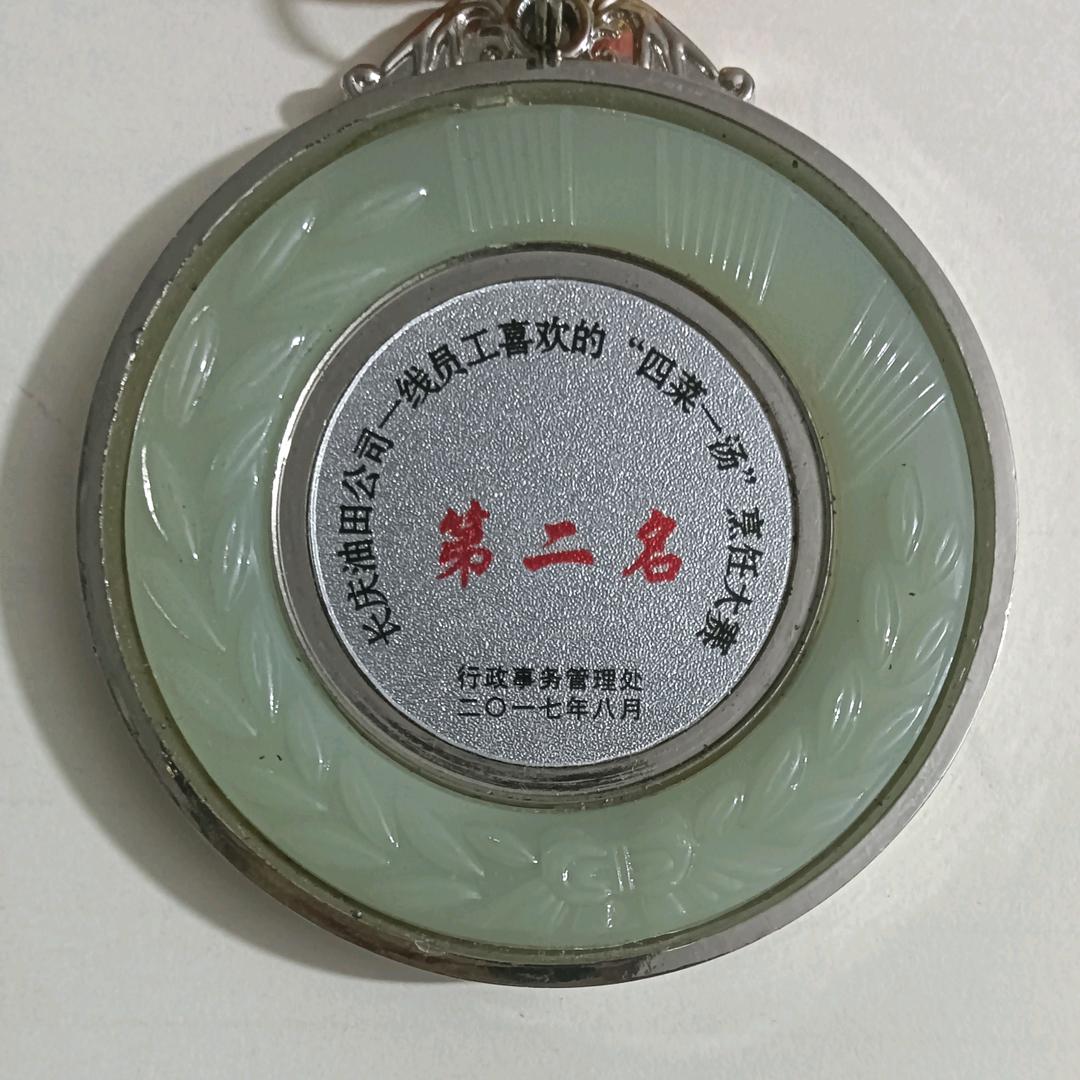 长庆油田公司一线员工喜欢的“四菜一汤”烹饪大赛
第二名
行政事务管理处
二〇一七年八月